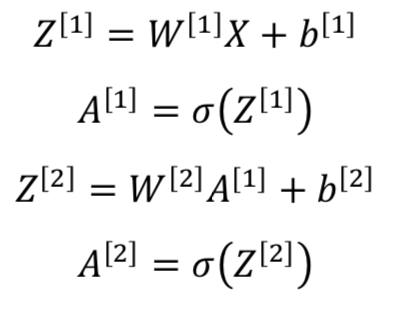 Z[1] = W[1]X + b[1]
A[1] = σ(Z[1])
Z[2] = W[2]A[1] + b[2]
A[2] = σ(Z[2])